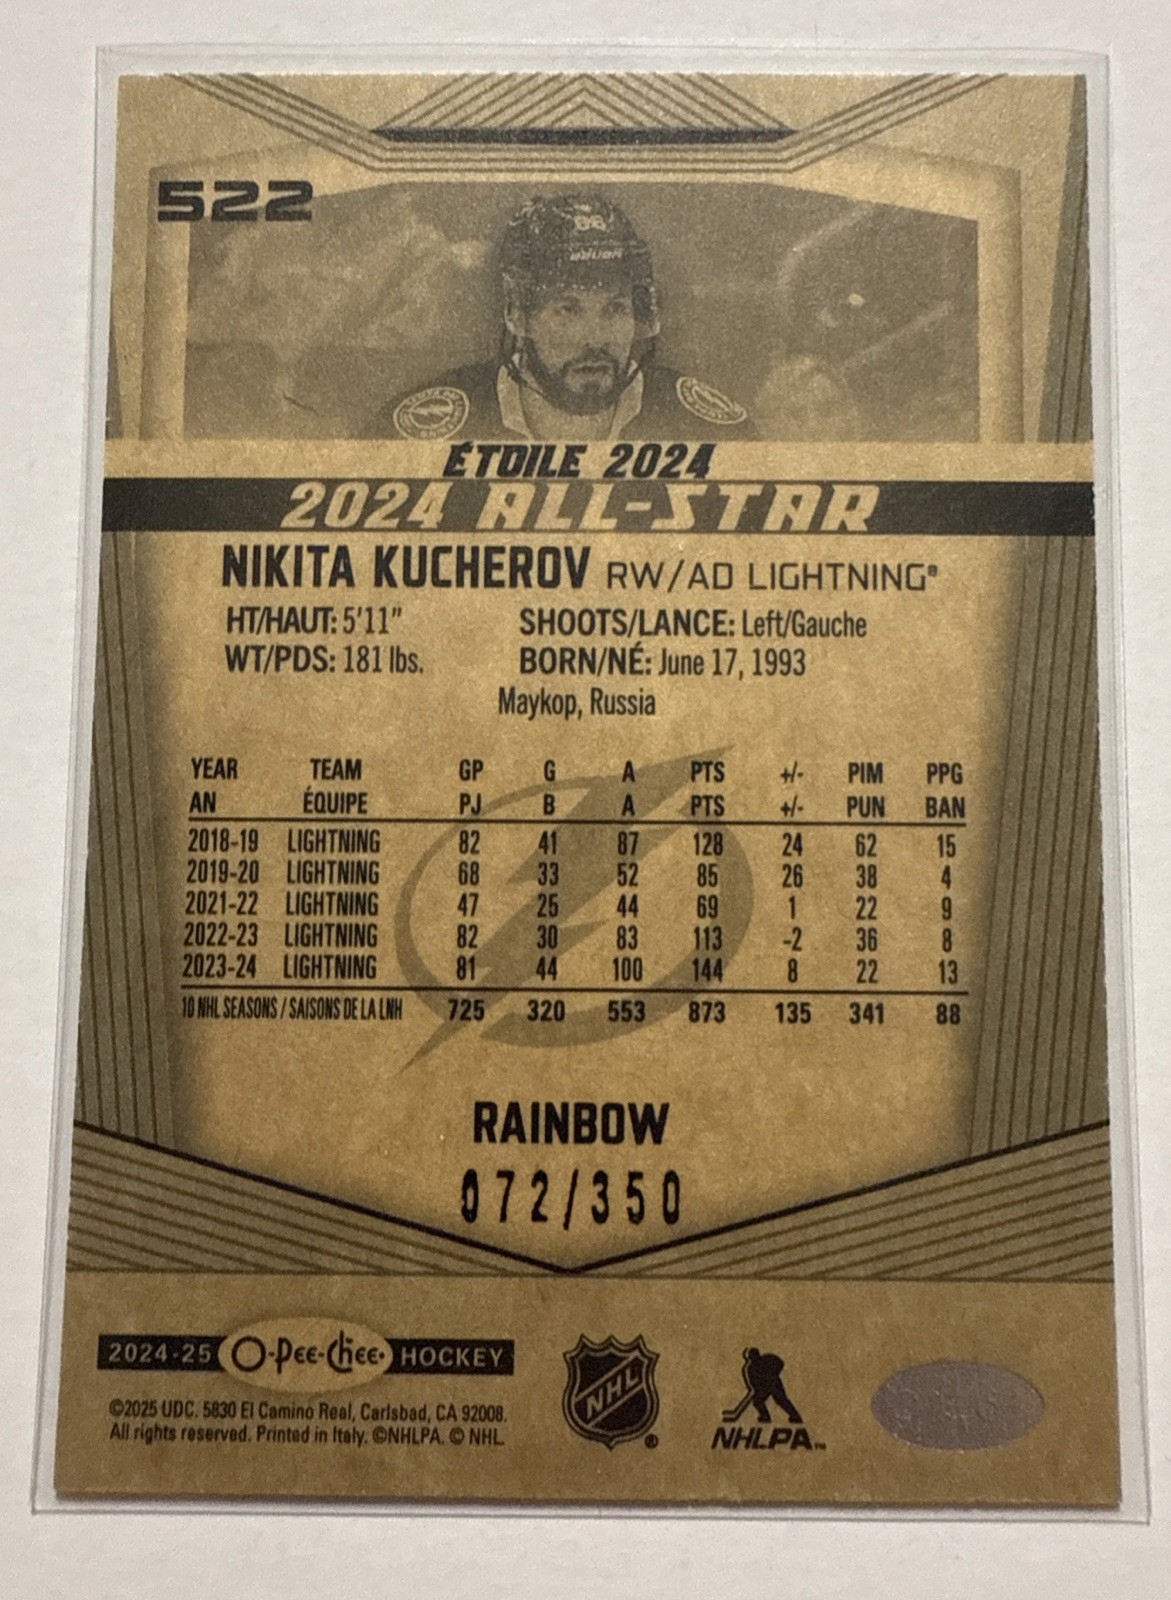 522
88
BAUER
ÉTOILE 2024
2024 ALL-STAR
NIKITA KUCHEROV RW/AD LIGHTNING®
HT/HAUT: 5'11" SHOOTS/LANCE: Left/Gauche
WT/PDS: 181 lbs. BORN/NÉ: June 17, 1993
Maykop, Russia
YEAR TEAM GP G A PTS +/- PIM PPG
AN ÉQUIPE PJ B A PTS +/- PUN BAN
2018-19 LIGHTNING 82 41 87 128 24 62 15
2019-20 LIGHTNING 68 33 52 85 26 38 4
2021-22 LIGHTNING 47 25 44 69 1 22 9
2022-23 LIGHTNING 82 30 83 113 -2 36 8
2023-24 LIGHTNING 81 44 100 144 8 22 13
10 NHL SEASONS / SAISONS DE LA LNH 725 320 553 873 135 341 88
RAINBOW
072/350
2024-25 O-Pee-Chee® HOCKEY
©2025 UDC. 5830 El Camino Real, Carlsbad, CA 92008.
All rights reserved. Printed in Italy. ©NHLPA. © NHL.
NHL®
NHLPA™